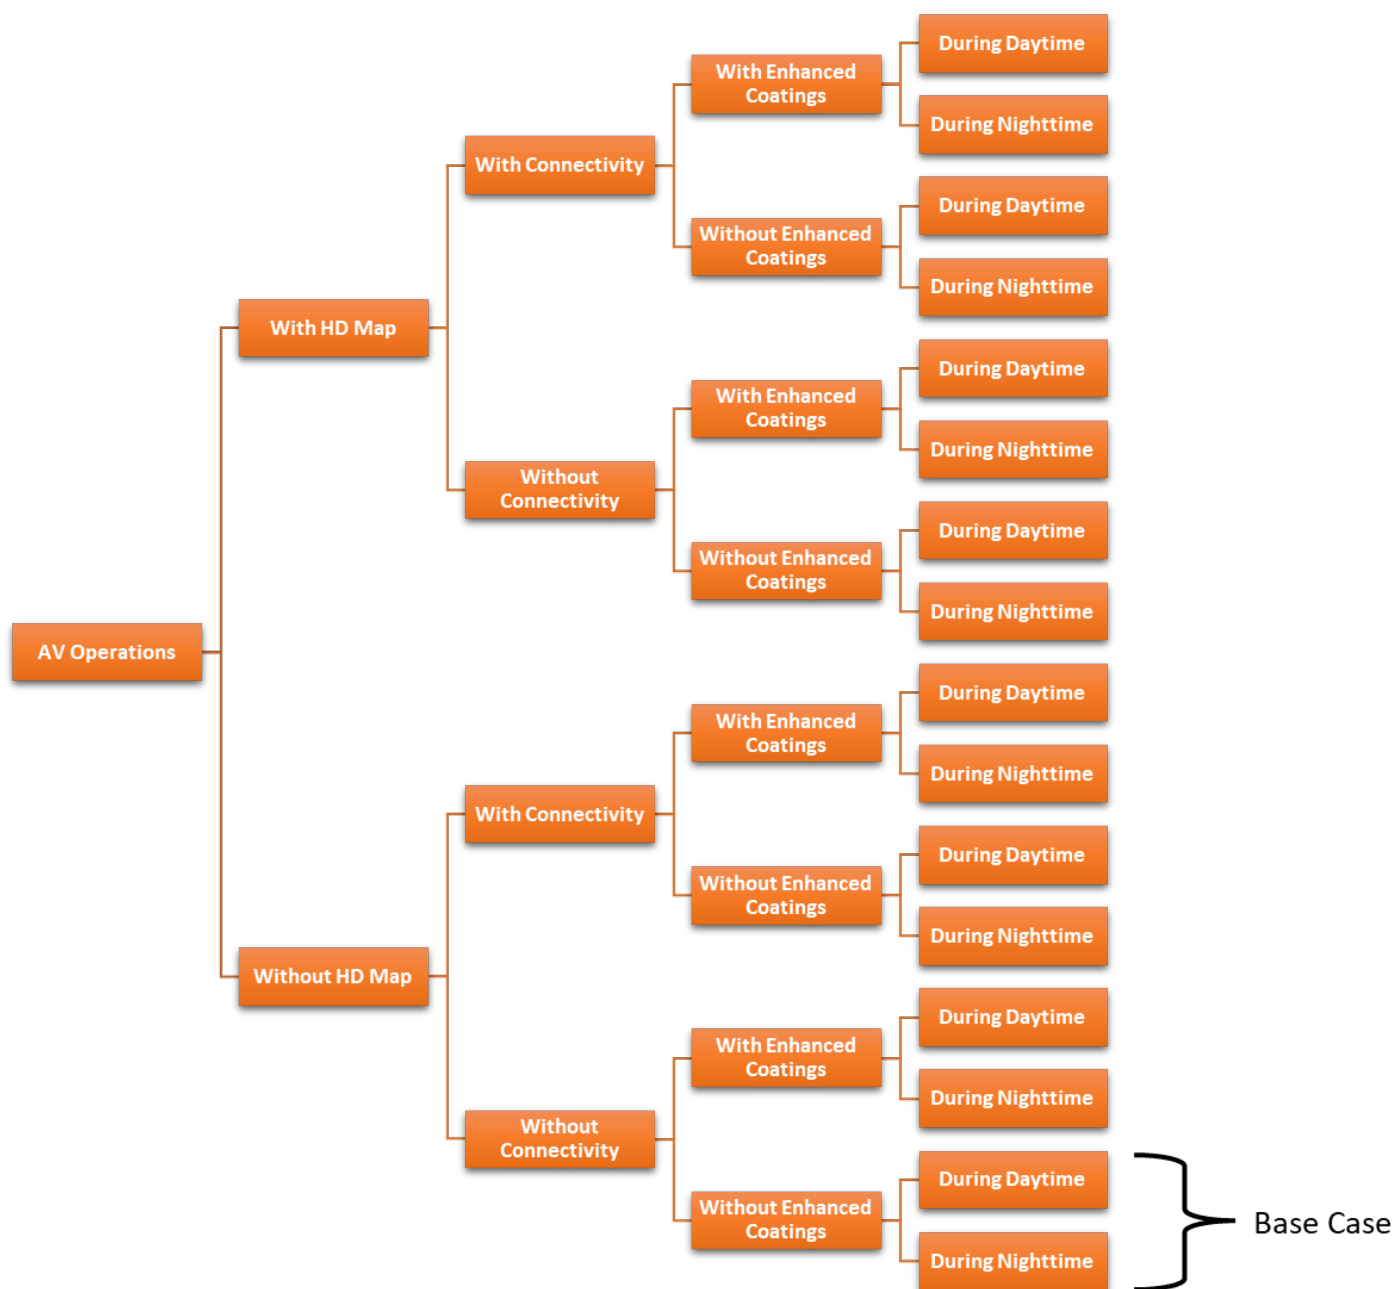 AV Operations
With HD Map
With Connectivity
With Enhanced
Coatings
During Daytime
During Nighttime
Without Enhanced
Coatings
During Daytime
During Nighttime
Without
Connectivity
With Enhanced
Coatings
During Daytime
During Nighttime
Without Enhanced
Coatings
During Daytime
During Nighttime
Without HD Map
With Connectivity
With Enhanced
Coatings
During Daytime
During Nighttime
Without Enhanced
Coatings
During Daytime
During Nighttime
Without
Connectivity
With Enhanced
Coatings
During Daytime
During Nighttime
Without Enhanced
Coatings
During Daytime
During Nighttime
Base Case